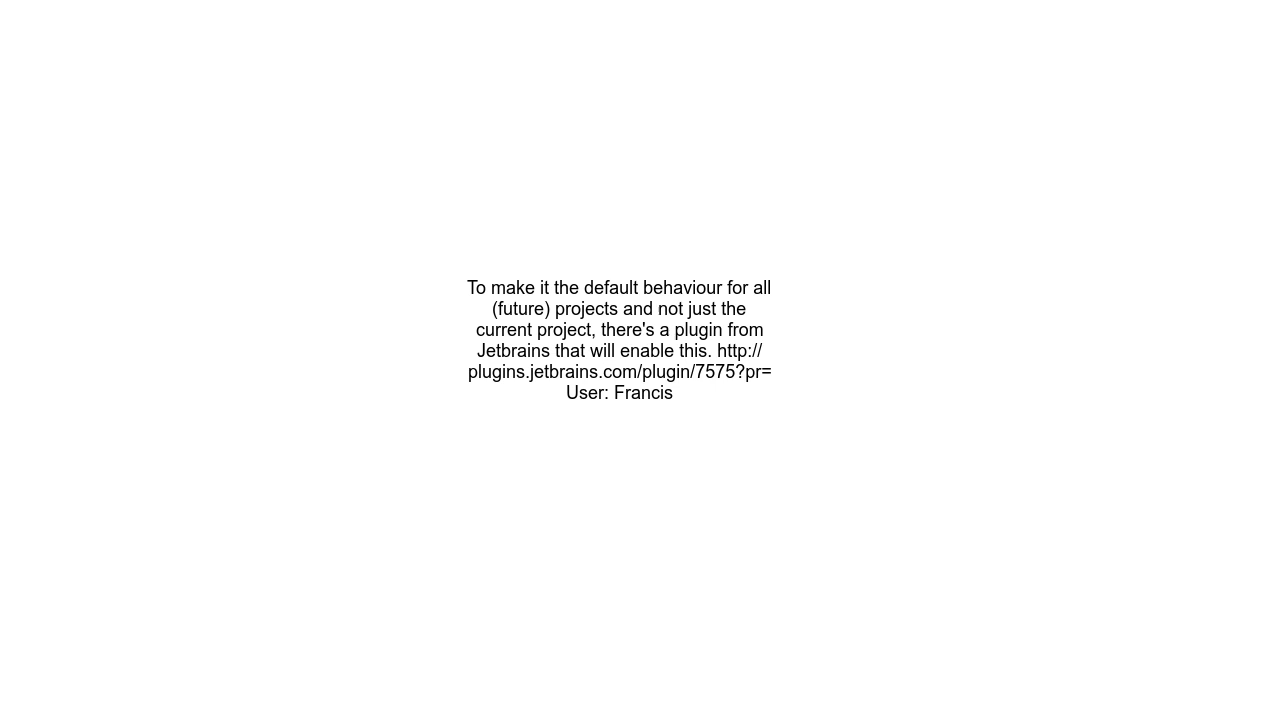 To make it the default behaviour for all
(future) projects and not just the
current project, there's a plugin from
Jetbrains that will enable this. http://
plugins.jetbrains.com/plugin/7575?pr=
User: Francis